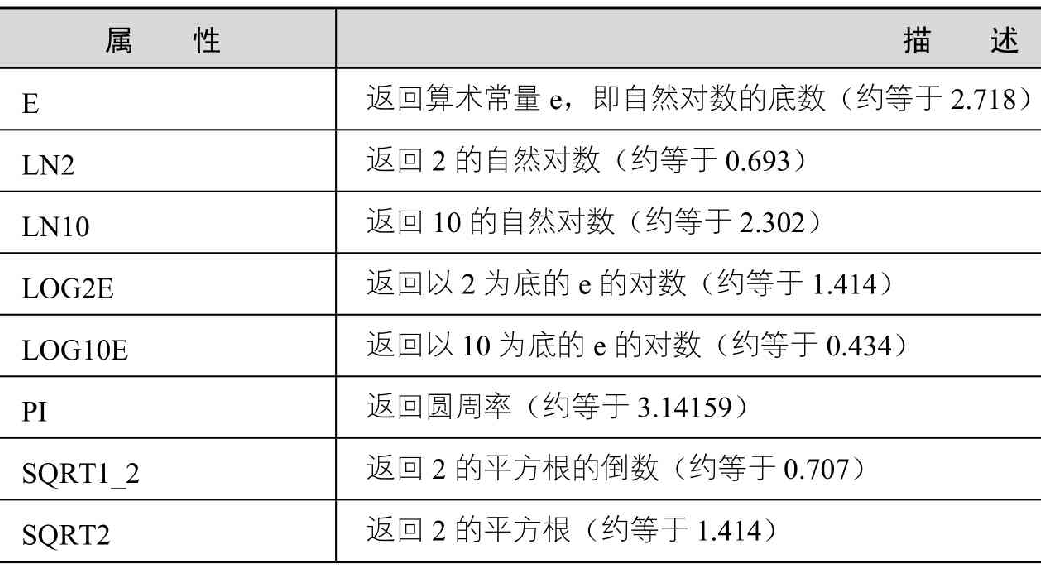 属 性 描 述
E 返回算术常量 e，即自然对数的底数（约等于 2.718）
LN2 返回 2 的自然对数（约等于 0.693）
LN10 返回 10 的自然对数（约等于 2.302）
LOG2E 返回以 2 为底的 e 的对数（约等于 1.414）
LOG10E 返回以 10 为底的 e 的对数（约等于 0.434）
PI 返回圆周率（约等于 3.14159）
SQRT1_2 返回 2 的平方根的倒数（约等于 0.707）
SQRT2 返回 2 的平方根（约等于 1.414）